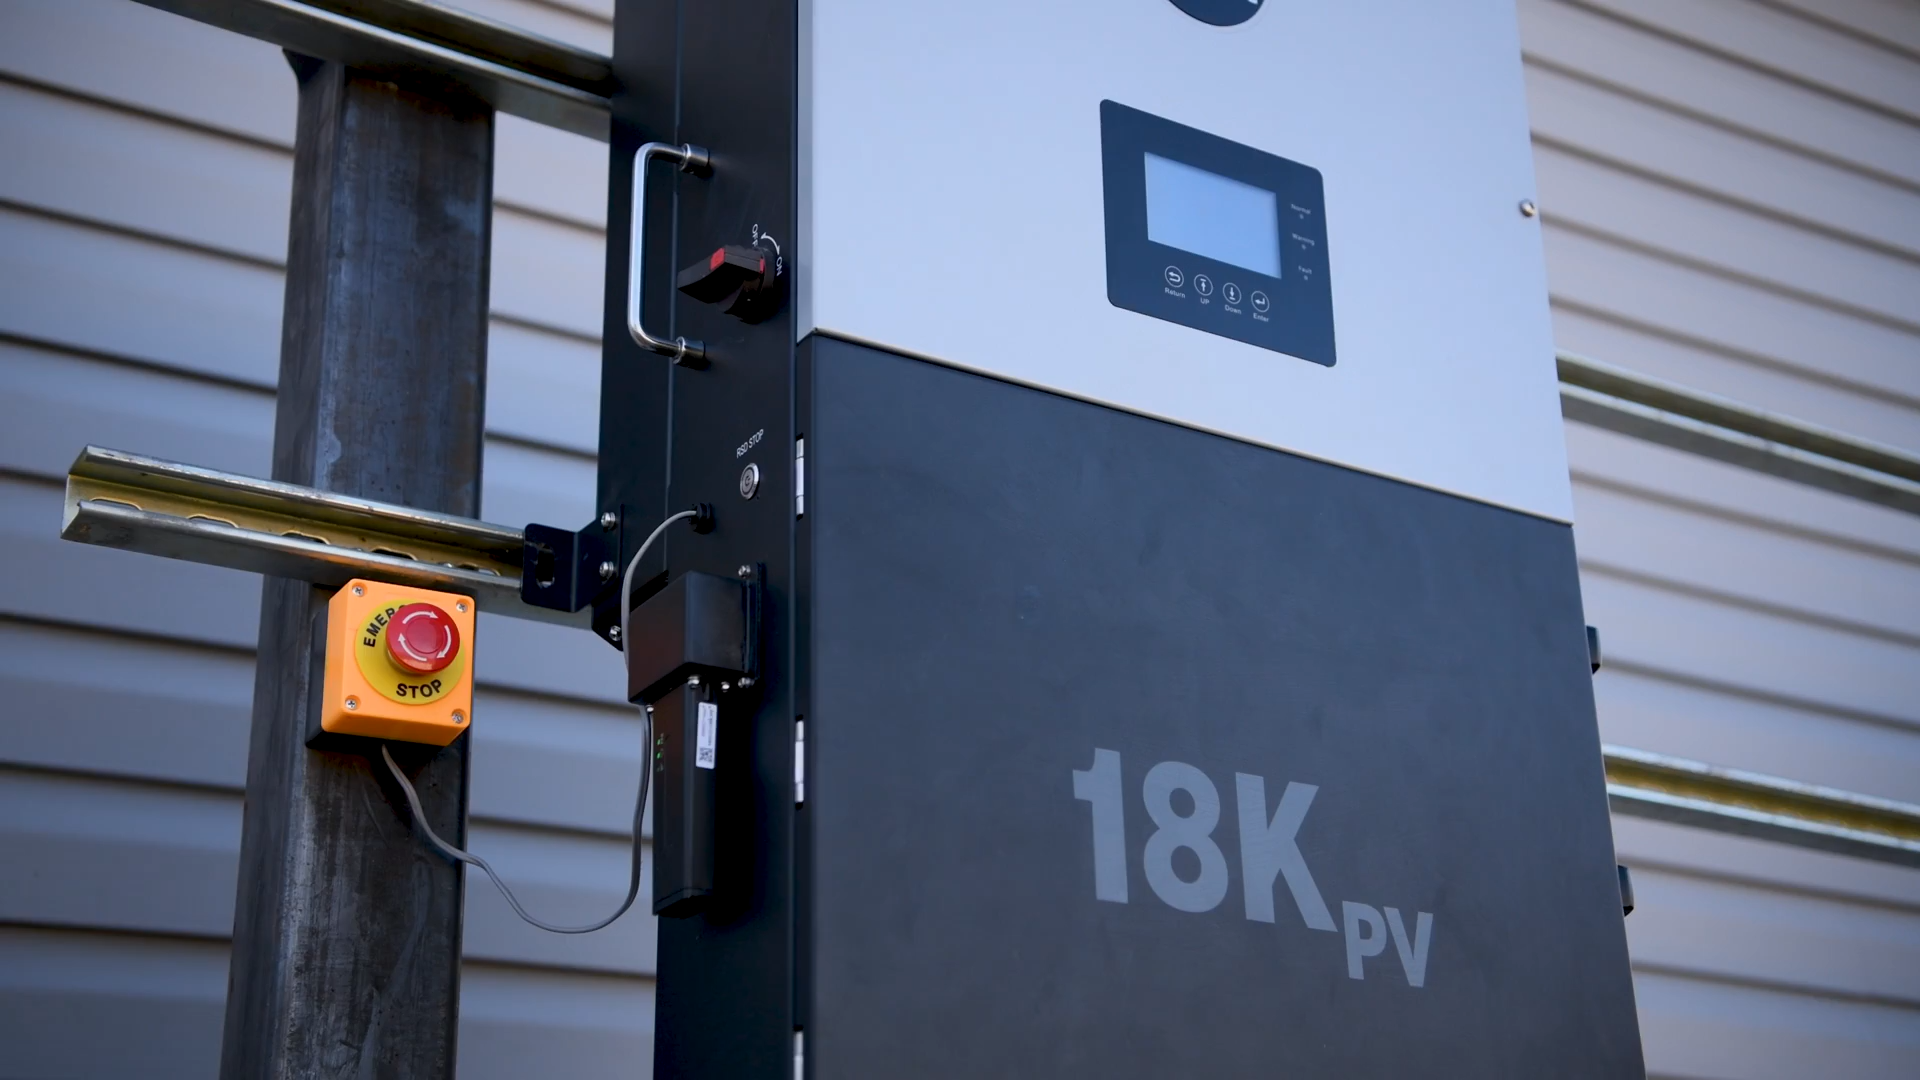 OFF
ON
Normal
Warning
Fault
Return
UP
Down
Enter
RSD STOP
EMERG
STOP
18K PV